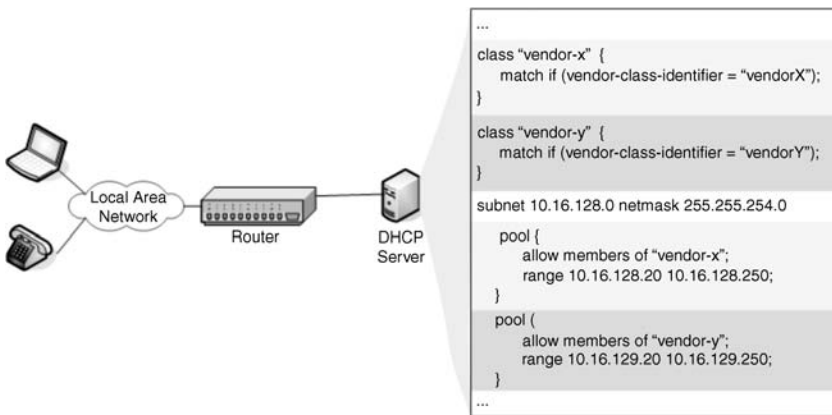 ...
class “vendor-x” {
match if (vendor-class-identifier = “vendorX”);
}
class “vendor-y” {
match if (vendor-class-identifier = “vendorY”);
}
subnet 10.16.128.0 netmask 255.255.254.0
pool {
allow members of “vendor-x”;
range 10.16.128.20 10.16.128.250;
}
pool (
allow members of “vendor-y”;
range 10.16.129.20 10.16.129.250;
}
...
Local Area
Network
Router
DHCP
Server